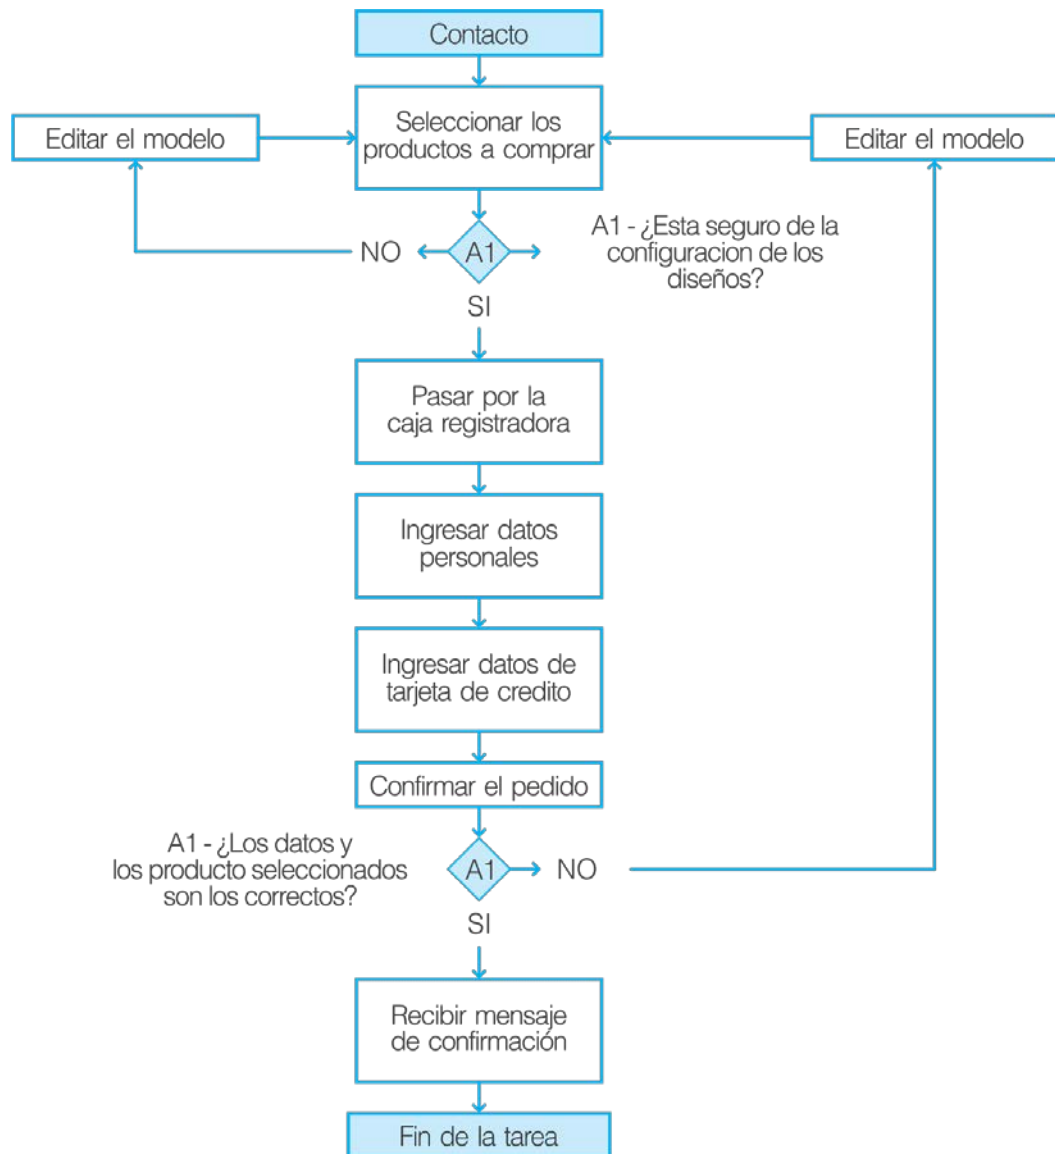 Contacto
Seleccionar los
productos a comprar
Editar el modelo
Editar el modelo
A1 - ¿Esta seguro de la
configuracion de los
diseños?
NO
A1
SI
Pasar por la
caja registradora
Ingresar datos
personales
Ingresar datos de
tarjeta de credito
Confirmar el pedido
A1 - ¿Los datos y
los producto seleccionados
son los correctos?
A1
NO
SI
Recibir mensaje
de confirmación
Fin de la tarea